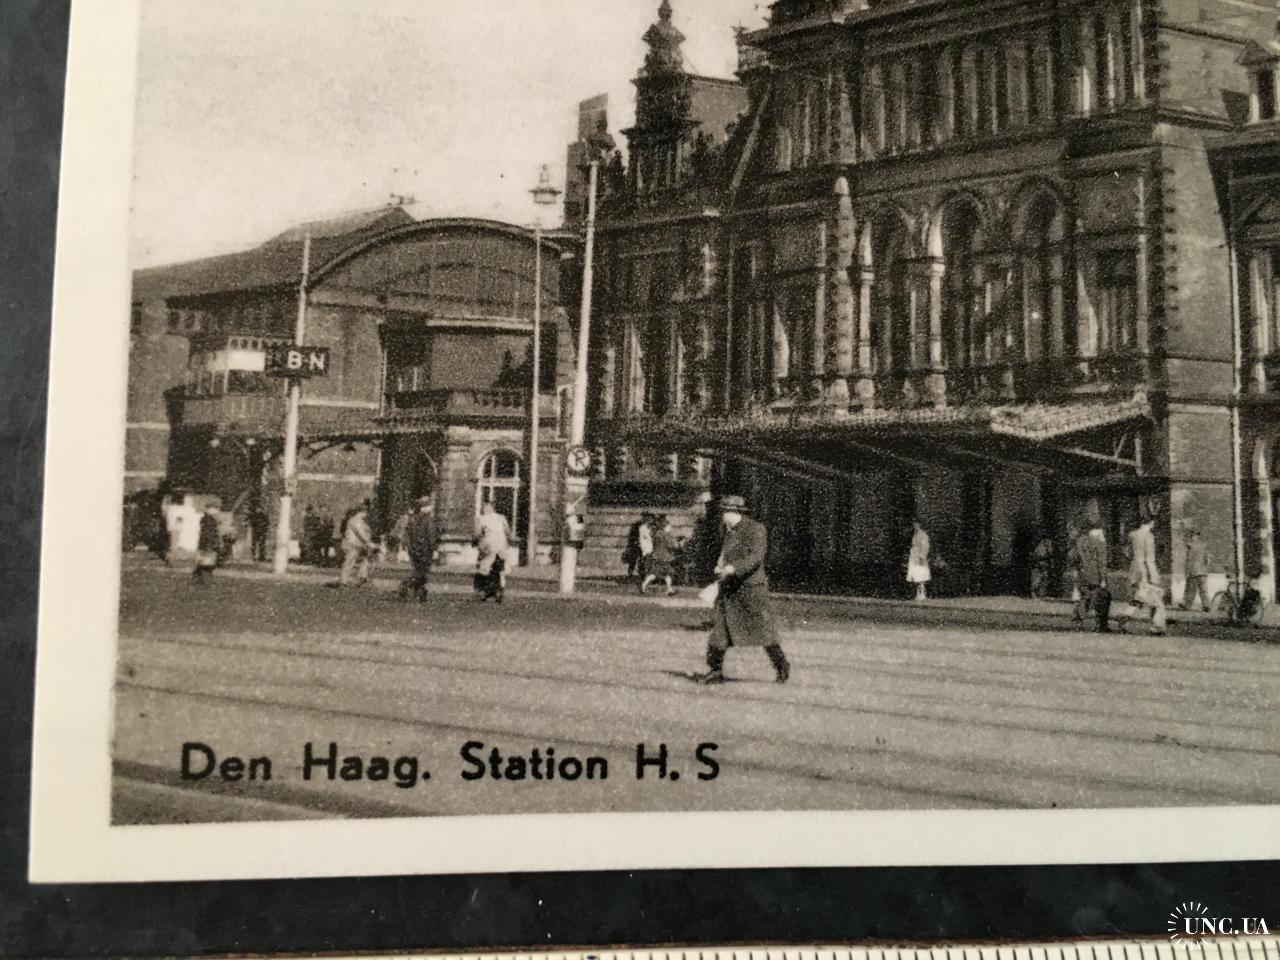 B-N
R
Den Haag. Station H. S
UNC.UA